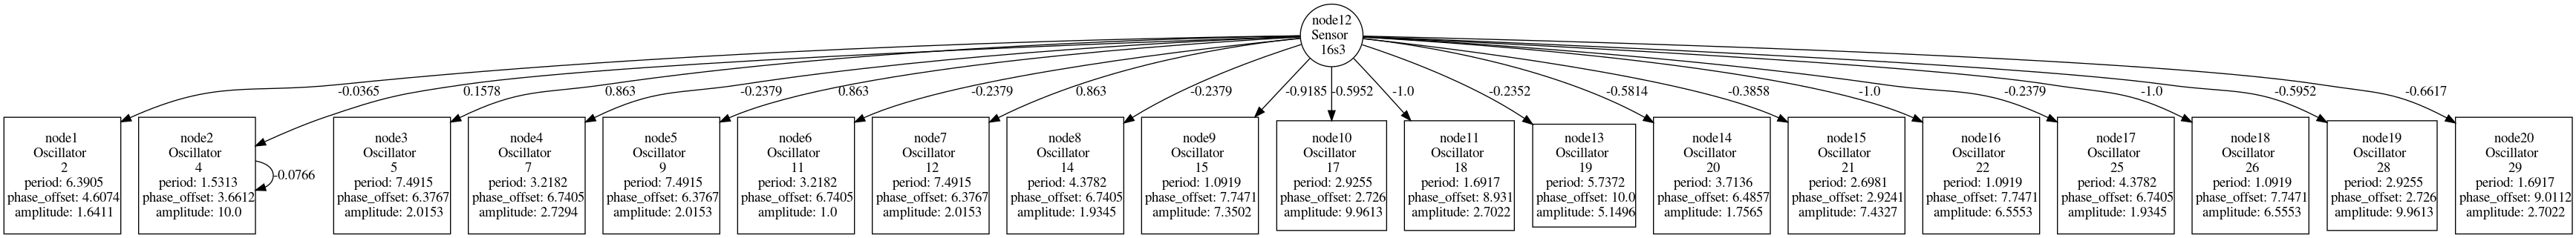 node12
Sensor
16s3
-0.0365
0.1578
0.863
-0.2379
0.863
-0.2379
0.863
-0.2379
-0.9185
-0.5952
-1.0
-0.2352
-0.5814
-0.3858
-1.0
-0.2379
-1.0
-0.5952
-0.6617
node1
Oscillator
2
period: 6.3905
phase_offset: 4.6074
amplitude: 1.6411
node2
Oscillator
4
period: 1.5313
phase_offset: 3.6612
amplitude: 10.0
-0.0766
node3
Oscillator
5
period: 7.4915
phase_offset: 6.3767
amplitude: 2.0153
node4
Oscillator
7
period: 3.2182
phase_offset: 6.7405
amplitude: 2.7294
node5
Oscillator
9
period: 7.4915
phase_offset: 6.3767
amplitude: 2.0153
node6
Oscillator
11
period: 3.2182
phase_offset: 6.7405
amplitude: 1.0
node7
Oscillator
12
period: 7.4915
phase_offset: 6.3767
amplitude: 2.0153
node8
Oscillator
14
period: 4.3782
phase_offset: 6.7405
amplitude: 1.9345
node9
Oscillator
15
period: 1.0919
phase_offset: 7.7471
amplitude: 7.3502
node10
Oscillator
17
period: 2.9255
phase_offset: 2.726
amplitude: 9.9613
node11
Oscillator
18
period: 1.6917
phase_offset: 8.931
amplitude: 2.7022
node13
Oscillator
19
period: 5.7372
phase_offset: 10.0
amplitude: 5.1496
node14
Oscillator
20
period: 3.7136
phase_offset: 6.4857
amplitude: 1.7565
node15
Oscillator
21
period: 2.6981
phase_offset: 2.9241
amplitude: 7.4327
node16
Oscillator
22
period: 1.0919
phase_offset: 7.7471
amplitude: 6.5553
node17
Oscillator
25
period: 4.3782
phase_offset: 6.7405
amplitude: 1.9345
node18
Oscillator
26
period: 1.0919
phase_offset: 7.7471
amplitude: 6.5553
node19
Oscillator
28
period: 2.9255
phase_offset: 2.726
amplitude: 9.9613
node20
Oscillator
29
period: 1.6917
phase_offset: 9.0112
amplitude: 2.7022